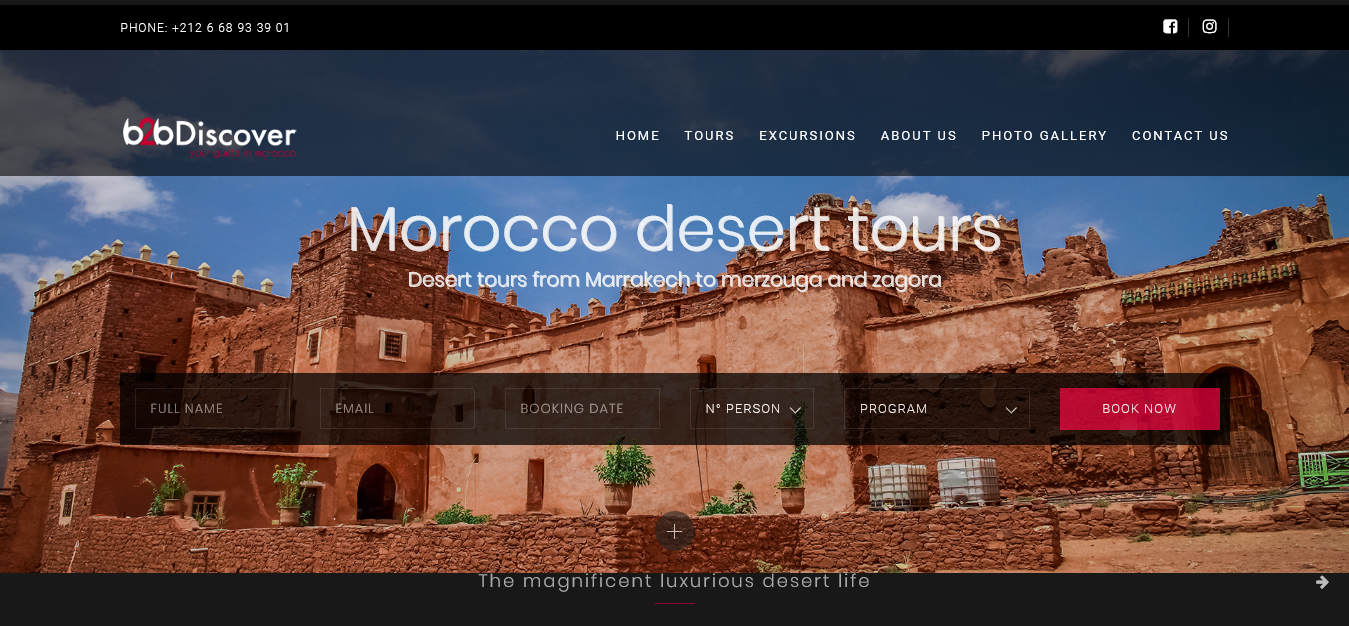 PHONE: +212 6 68 93 39 01
b2bDiscover
your guide in morocco
HOME TOURS EXCURSIONS ABOUT US PHOTO GALLERY CONTACT US
Morocco desert tours
Desert tours from Marrakech to merzouga and zagora
FULL NAME EMAIL BOOKING DATE N° PERSON PROGRAM BOOK NOW
The magnificent luxurious desert life